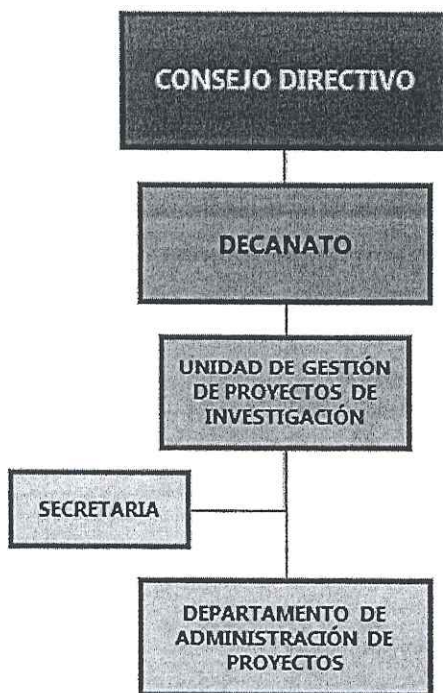 CONSEJO DIRECTIVO
DECANATO
UNIDAD DE GESTIÓN
DE PROYECTOS DE
INVESTIGACIÓN
SECRETARIA
DEPARTAMENTO DE
ADMINISTRACIÓN DE
PROYECTOS